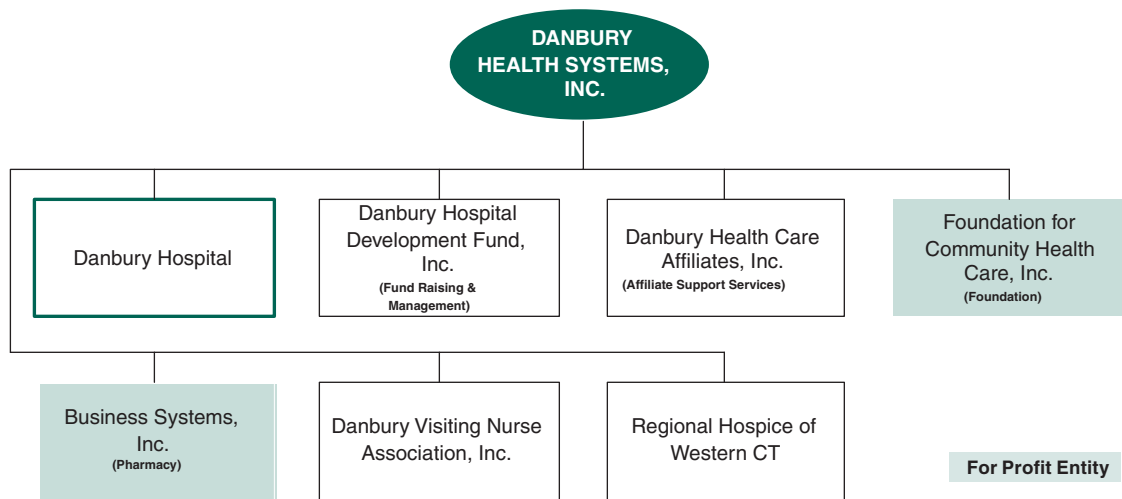 DANBURY
HEALTH SYSTEMS,
INC.
Danbury Hospital
Danbury Hospital
Development Fund,
Inc.
(Fund Raising &
Management)
Danbury Health Care
Affiliates, Inc.
(Affiliate Support Services)
Foundation for
Community Health
Care, Inc.
(Foundation)
Business Systems,
Inc.
(Pharmacy)
Danbury Visiting Nurse
Association, Inc.
Regional Hospice of
Western CT
For Profit Entity